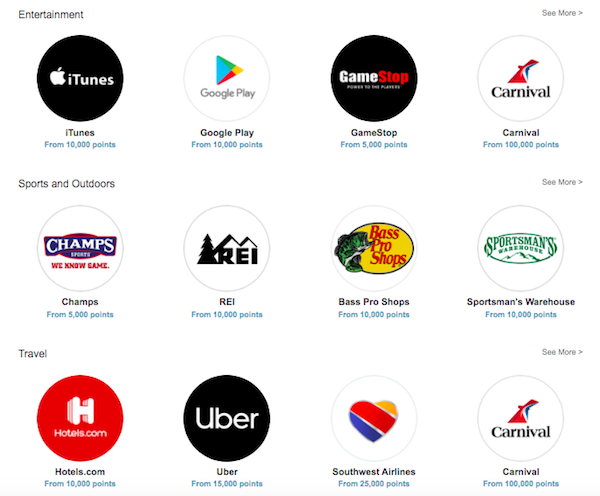 Entertainment See More >
iTunes Google Play GameStop Carnival
POWER TO THE PLAYERS
iTunes Google Play GameStop Carnival
From 10,000 points From 10,000 points From 5,000 points From 100,000 points
Sports and Outdoors See More >
CHAMPS SPORTS WE KNOW GAME. REI Bass Pro Shops SPORTSMAN'S WAREHOUSE
Champs REI Bass Pro Shops Sportsman's Warehouse
From 5,000 points From 10,000 points From 10,000 points From 10,000 points
Travel See More >
Hotels.com Uber Carnival
Hotels.com Uber Southwest Airlines Carnival
From 10,000 points From 15,000 points From 25,000 points From 100,000 points